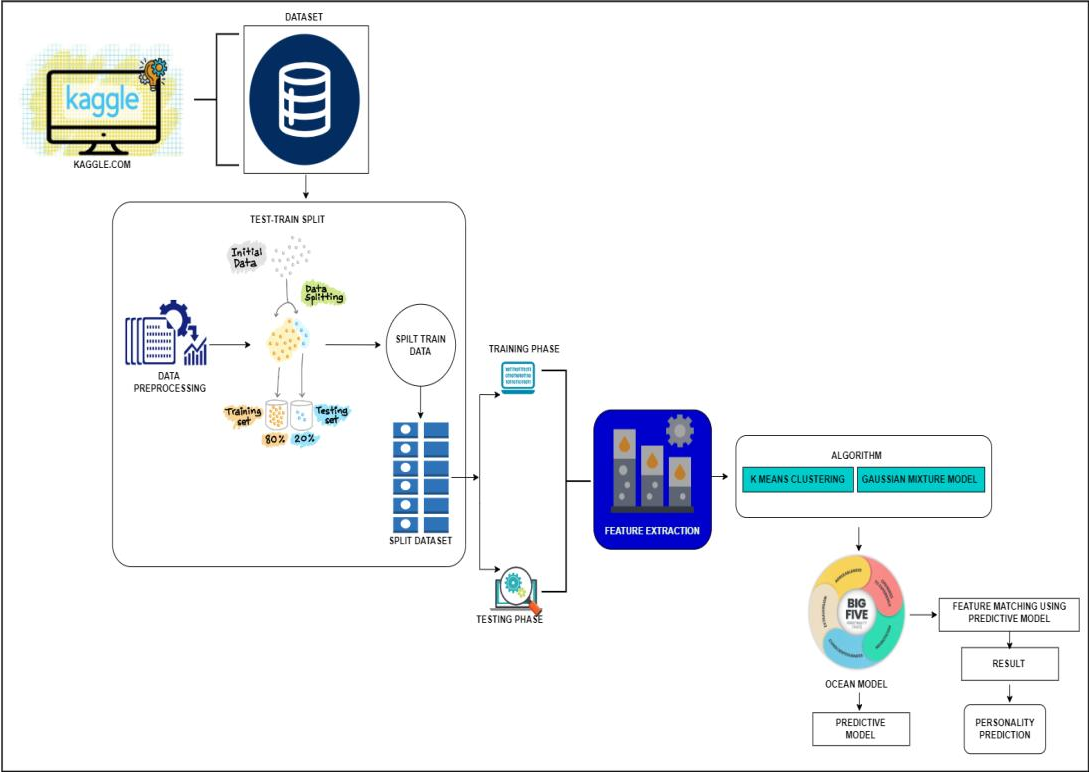 DATASET
kaggle
KAGGLE.COM
TEST-TRAIN SPLIT
Initial
Data
Data
Splitting
DATA
PREPROCESSING
SPILT TRAIN
DATA
Training
set
Testing
set
80%
20%
SPLIT DATASET
TRAINING PHASE
TESTING PHASE
FEATURE EXTRACTION
ALGORITHM
K MEANS CLUSTERING
GAUSSIAN MIXTURE MODEL
AGREEABLENESS
BIG
FIVE
OCEAN MODEL
PREDICTIVE
MODEL
FEATURE MATCHING USING
PREDICTIVE MODEL
RESULT
PERSONALITY
PREDICTION